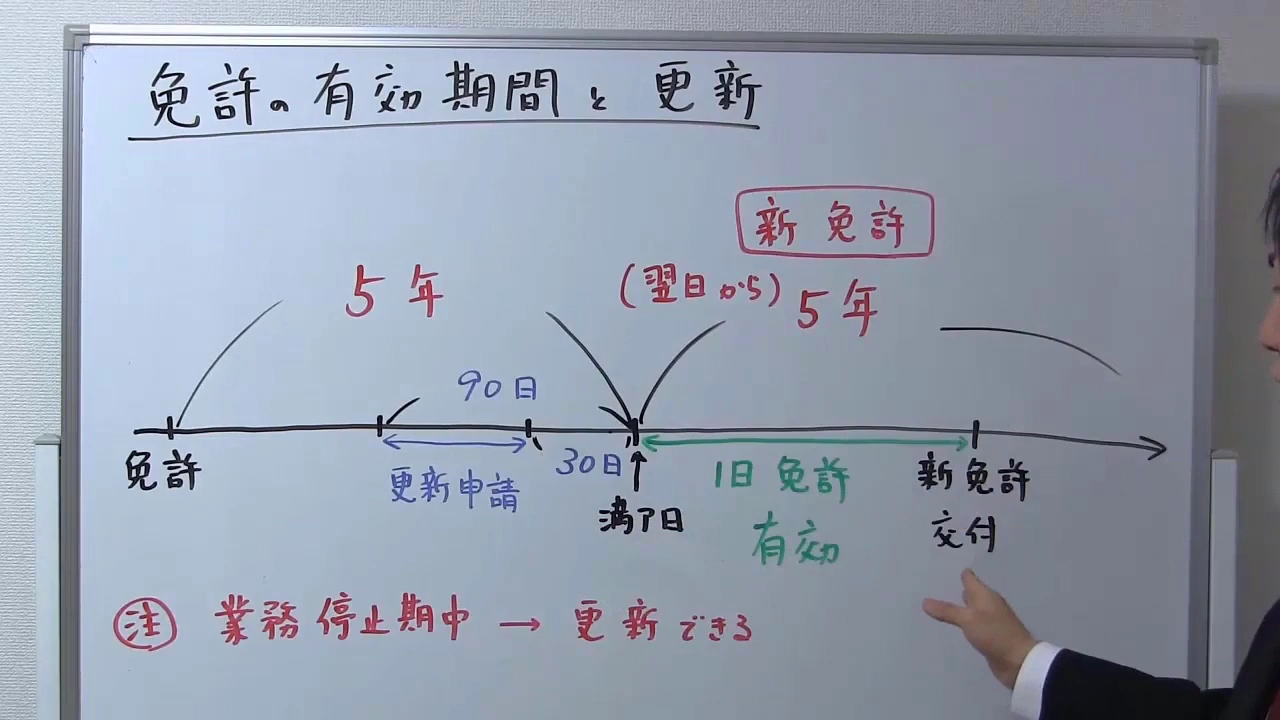 免許の有効期間と更新
新免許
5年
(翌日から) 5年
90日
免許
更新申請
30日
満了日
1日免許
有効
新免許
交付
注 業務停止期中 → 更新できる